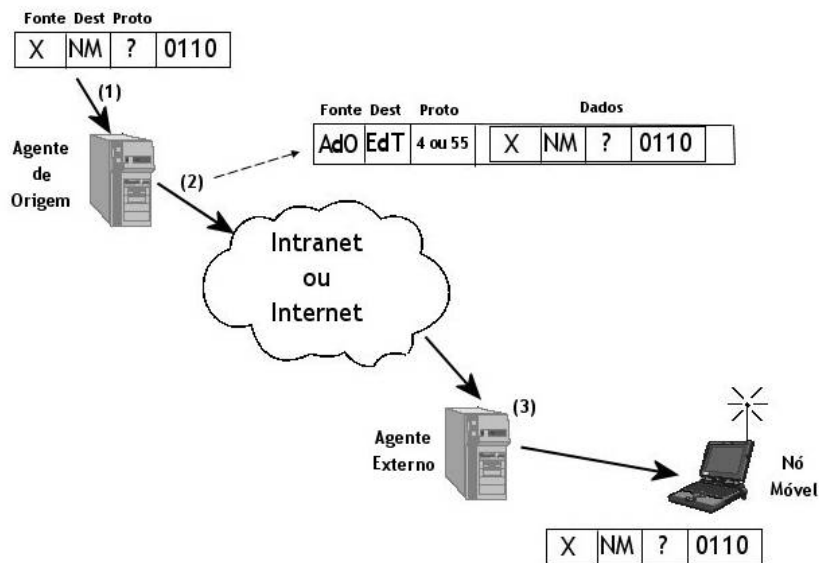 Fonte Dest Proto
X NM ? 0110
(1)
Fonte Dest Proto Dados
AdO EdT 4 ou 55 X NM ? 0110
Agente
de
Origem
(2)
Intranet
ou
Internet
(3)
Agente
Externo
Nó
Móvel
X NM ? 0110